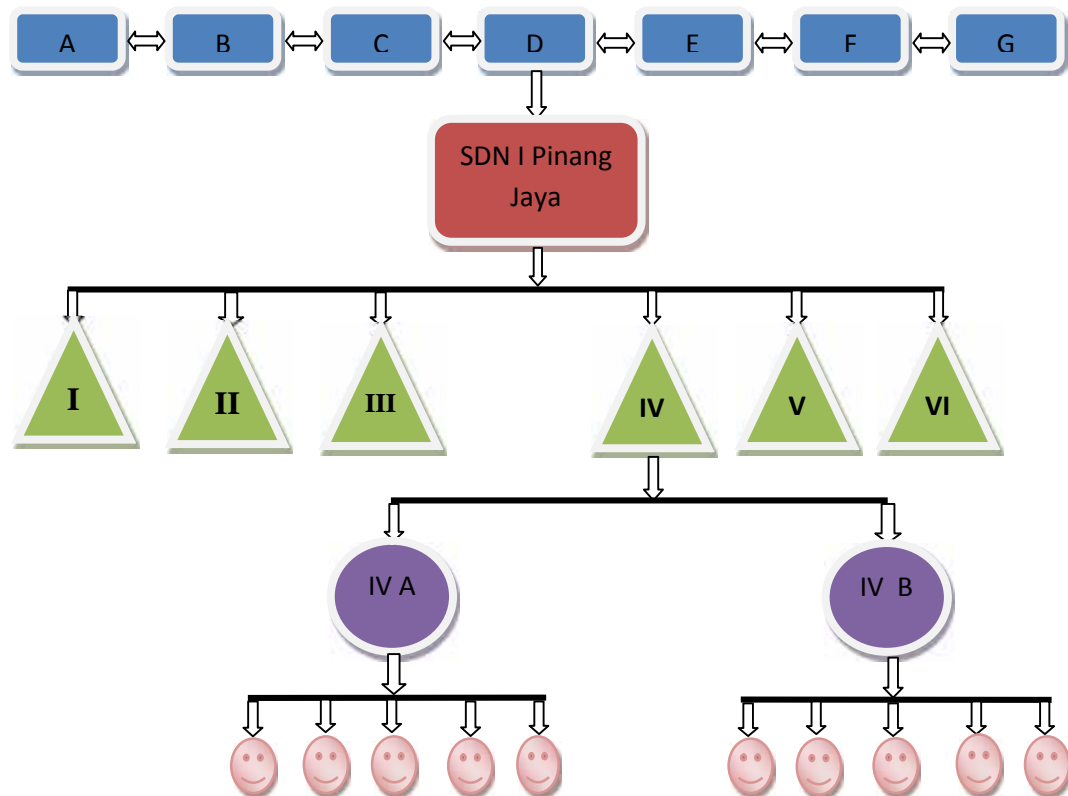 A B C D E F G
SDN I Pinang
Jaya
I II III IV V VI
IV A IV B